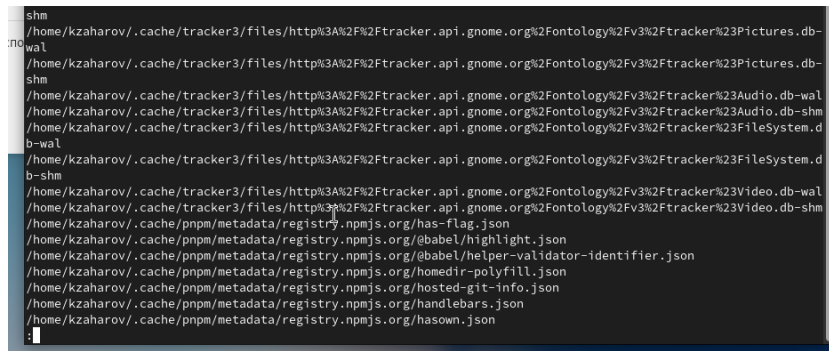 shm
/home/kzaharov/.cache/tracker3/files/http%3A%2F%2Ftracker.api.gnome.org%2Fontology%2Fv3%2Ftracker%23Pictures.db-
wal
/home/kzaharov/.cache/tracker3/files/http%3A%2F%2Ftracker.api.gnome.org%2Fontology%2Fv3%2Ftracker%23Pictures.db-
shm
/home/kzaharov/.cache/tracker3/files/http%3A%2F%2Ftracker.api.gnome.org%2Fontology%2Fv3%2Ftracker%23Audio.db-wal
/home/kzaharov/.cache/tracker3/files/http%3A%2F%2Ftracker.api.gnome.org%2Fontology%2Fv3%2Ftracker%23Audio.db-shm
/home/kzaharov/.cache/tracker3/files/http%3A%2F%2Ftracker.api.gnome.org%2Fontology%2Fv3%2Ftracker%23FileSystem.d
b-wal
/home/kzaharov/.cache/tracker3/files/http%3A%2F%2Ftracker.api.gnome.org%2Fontology%2Fv3%2Ftracker%23FileSystem.d
b-shm
/home/kzaharov/.cache/tracker3/files/http%3A%2F%2Ftracker.api.gnome.org%2Fontology%2Fv3%2Ftracker%23Video.db-wal
/home/kzaharov/.cache/tracker3/files/http%3A%2F%2Ftracker.api.gnome.org%2Fontology%2Fv3%2Ftracker%23Video.db-shm
/home/kzaharov/.cache/pnpm/metadata/registry.npmjs.org/has-flag.json
/home/kzaharov/.cache/pnpm/metadata/registry.npmjs.org/@babel/highlight.json
/home/kzaharov/.cache/pnpm/metadata/registry.npmjs.org/@babel/helper-validator-identifier.json
/home/kzaharov/.cache/pnpm/metadata/registry.npmjs.org/homedir-polyfill.json
/home/kzaharov/.cache/pnpm/metadata/registry.npmjs.org/hosted-git-info.json
/home/kzaharov/.cache/pnpm/metadata/registry.npmjs.org/handlebars.json
/home/kzaharov/.cache/pnpm/metadata/registry.npmjs.org/hasown.json
: